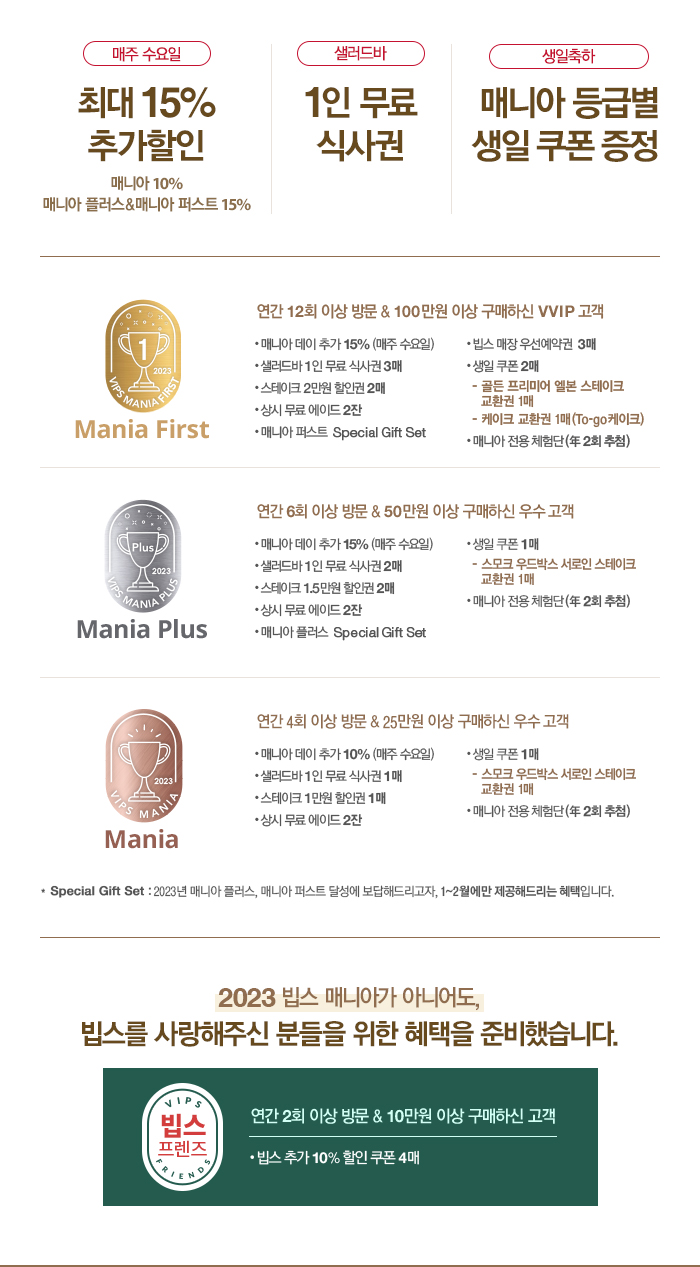 매주 수요일
최대 15%
추가할인
매니아 10%
매니아 플러스&매니아 퍼스트 15%
샐러드바
1인 무료
식사권
생일축하
매니아 등급별
생일 쿠폰 증정
1
2023
VIPS MANIA FIRST
Mania First
연간 12회 이상 방문 & 100만원 이상 구매하신 VVIP 고객
• 매니아 데이 추가 15% (매주 수요일)
• 샐러드바 1인 무료 식사권 3매
• 스테이크 2만원 할인권 2매
• 상시 무료 에이드 2잔
• 매니아 퍼스트 Special Gift Set
• 빕스 매장 우선예약권 3매
• 생일 쿠폰 2매
- 골든 프리미어 엘본 스테이크
교환권 1매
- 케이크 교환권 1매(To-go케이크)
• 매니아 전용 체험단(年 2회 추첨)
Plus
2023
VIPS MANIA PLUS
Mania Plus
연간 6회 이상 방문 & 50만원 이상 구매하신 우수 고객
• 매니아 데이 추가 15% (매주 수요일)
• 샐러드바 1인 무료 식사권 2매
• 스테이크 1.5만원 할인권 2매
• 상시 무료 에이드 2잔
• 매니아 플러스 Special Gift Set
• 생일 쿠폰 1매
- 스모크 우드박스 서로인 스테이크
교환권 1매
• 매니아 전용 체험단(年 2회 추첨)
2023
VIPS MANIA
Mania
연간 4회 이상 방문 & 25만원 이상 구매하신 우수 고객
• 매니아 데이 추가 10% (매주 수요일)
• 샐러드바 1인 무료 식사권 1매
• 스테이크 1만원 할인권 1매
• 상시 무료 에이드 2잔
• 생일 쿠폰 1매
- 스모크 우드박스 서로인 스테이크
교환권 1매
• 매니아 전용 체험단(年 2회 추첨)
* Special Gift Set : 2023년 매니아 플러스, 매니아 퍼스트 달성에 보답해드리고자, 1~2월에만 제공해드리는 혜택입니다.
2023 빕스 매니아가 아니어도,
빕스를 사랑해주신 분들을 위한 혜택을 준비했습니다.
VIPS
빕스
프렌즈
FRIENDS
연간 2회 이상 방문 & 10만원 이상 구매하신 고객
• 빕스 추가 10% 할인 쿠폰 4매